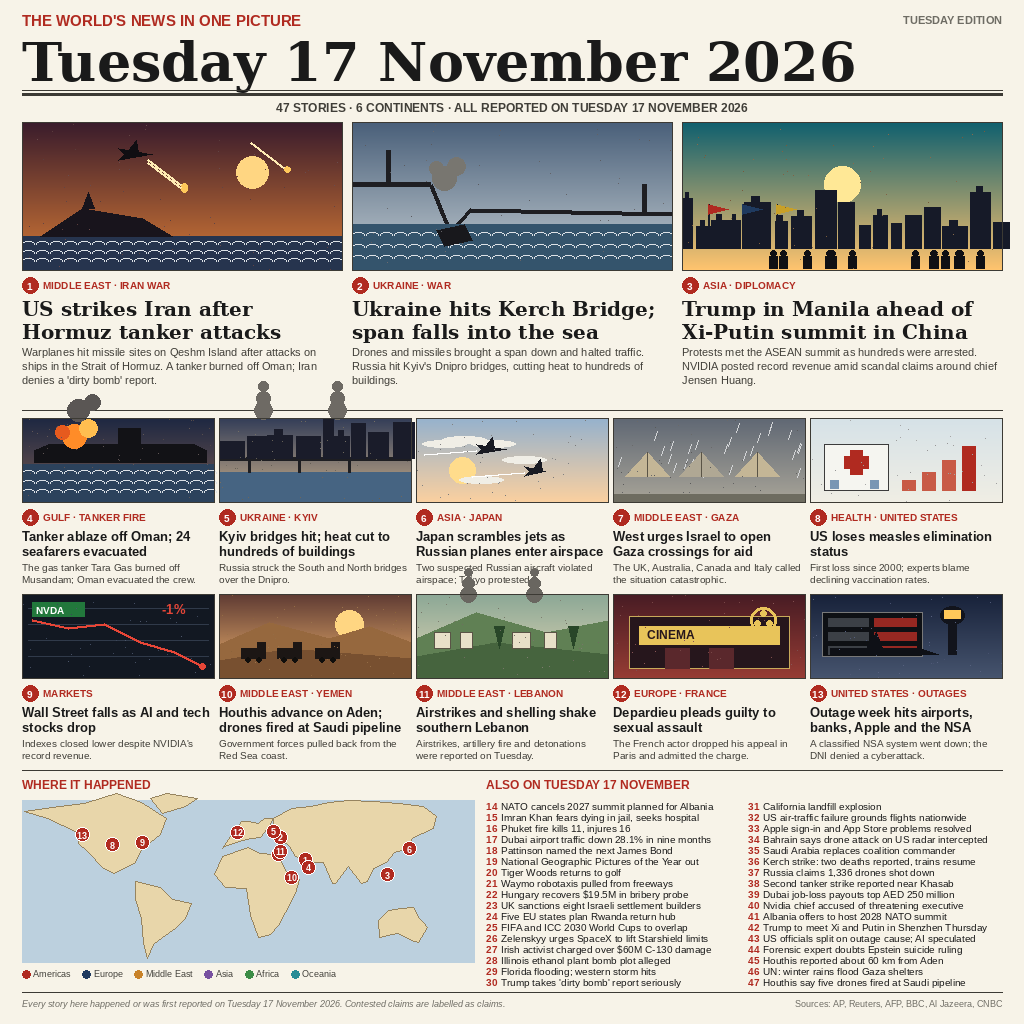 THE WORLD'S NEWS IN ONE PICTURE
TUESDAY EDITION
Tuesday 17 November 2026
47 STORIES · 6 CONTINENTS · ALL REPORTED ON TUESDAY 17 NOVEMBER 2026
1 MIDDLE EAST · IRAN WAR
US strikes Iran after
Hormuz tanker attacks
Warplanes hit missile sites on Qeshm Island after attacks on
ships in the Strait of Hormuz. A tanker burned off Oman; Iran
denies a 'dirty bomb' report.
2 UKRAINE · WAR
Ukraine hits Kerch Bridge;
span falls into the sea
Drones and missiles brought a span down and halted traffic.
Russia hit Kyiv's Dnipro bridges, cutting heat to hundreds of
buildings.
3 ASIA · DIPLOMACY
Trump in Manila ahead of
Xi-Putin summit in China
Protests met the ASEAN summit as hundreds were arrested.
NVIDIA posted record revenue amid scandal claims around chief
Jensen Huang.
4 GULF · TANKER FIRE
Tanker ablaze off Oman; 24
seafarers evacuated
The gas tanker Tara Gas burned off
Musandam; Oman evacuated the crew.
5 UKRAINE · KYIV
Kyiv bridges hit; heat cut to
hundreds of buildings
Russia struck the South and North bridges
over the Dnipro.
6 ASIA · JAPAN
Japan scrambles jets as
Russian planes enter airspace
Two suspected Russian aircraft violated
airspace; Tokyo protested.
7 MIDDLE EAST · GAZA
West urges Israel to open
Gaza crossings for aid
The UK, Australia, Canada and Italy called
the situation catastrophic.
8 HEALTH · UNITED STATES
US loses measles elimination
status
First loss since 2000; experts blame
declining vaccination rates.
NVDA
-1%
9 MARKETS
Wall Street falls as AI and tech
stocks drop
Indexes closed lower despite NVIDIA's
record revenue.
10 MIDDLE EAST · YEMEN
Houthis advance on Aden;
drones fired at Saudi pipeline
Government forces pulled back from the
Red Sea coast.
11 MIDDLE EAST · LEBANON
Airstrikes and shelling shake
southern Lebanon
Airstrikes, artillery fire and detonations
were reported on Tuesday.
CINEMA
12 EUROPE · FRANCE
Depardieu pleads guilty to
sexual assault
The French actor dropped his appeal in
Paris and admitted the charge.
13 UNITED STATES · OUTAGES
Outage week hits airports,
banks, Apple and the NSA
A classified NSA system went down; the
DNI denied a cyberattack.
WHERE IT HAPPENED
13
8
9
12
5
2
11
1
4
10
3
6
Americas
Europe
Middle East
Asia
Africa
Oceania
ALSO ON TUESDAY 17 NOVEMBER
14 NATO cancels 2027 summit planned for Albania
15 Imran Khan fears dying in jail, seeks hospital
16 Phuket fire kills 11, injures 16
17 Dubai airport traffic down 28.1% in nine months
18 Pattinson named the next James Bond
19 National Geographic Pictures of the Year out
20 Tiger Woods returns to golf
21 Waymo robotaxis pulled from freeways
22 Hungary recovers $19.5M in bribery probe
23 UK sanctions eight Israeli settlement builders
24 Five EU states plan Rwanda return hub
25 FIFA and ICC 2030 World Cups to overlap
26 Zelenskyy urges SpaceX to lift Starshield limits
27 Irish activist charged over $60M C-130 damage
28 Illinois ethanol plant bomb plot alleged
29 Florida flooding; western storm hits
30 Trump takes 'dirty bomb' report seriously
31 California landfill explosion
32 US air-traffic failure grounds flights nationwide
33 Apple sign-in and App Store problems resolved
34 Bahrain says drone attack on US radar intercepted
35 Saudi Arabia replaces coalition commander
36 Kerch strike: two deaths reported, trains resume
37 Russia claims 1,336 drones shot down
38 Second tanker strike reported near Khasab
39 Dubai job-loss payouts top AED 250 million
40 Nvidia chief accused of threatening executive
41 Albania offers to host 2028 NATO summit
42 Trump to meet Xi and Putin in Shenzhen Thursday
43 US officials split on outage cause; AI speculated
44 Forensic expert doubts Epstein suicide ruling
45 Houthis reported about 60 km from Aden
46 UN: winter rains flood Gaza shelters
47 Houthis say five drones fired at Saudi pipeline
Every story here happened or was first reported on Tuesday 17 November 2026. Contested claims are labelled as claims.
Sources: AP, Reuters, AFP, BBC, Al Jazeera, CNBC